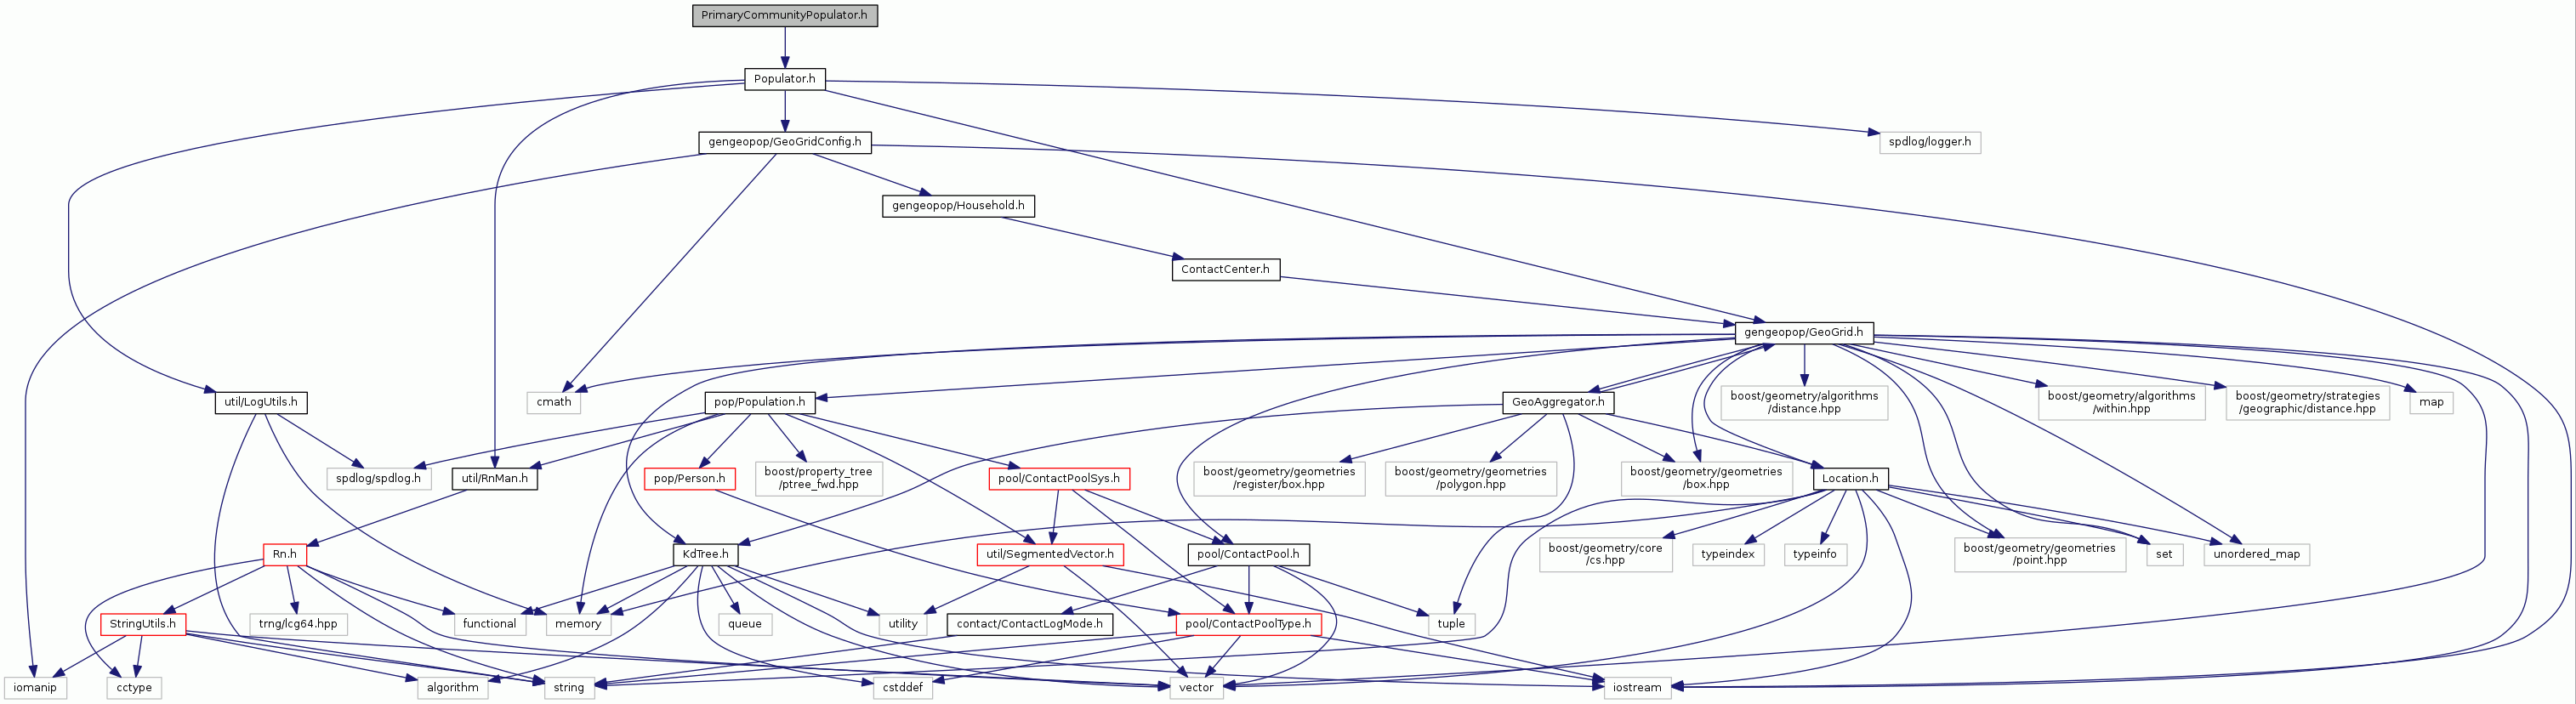 PrimaryCommunityPopulator.h
Populator.h
gengeopop/GeoGridConfig.h
spdlog/logger.h
gengeopop/Household.h
ContactCenter.h
gengeopop/GeoGrid.h
util/LogUtils.h
cmath
pop/Population.h
GeoAggregator.h
boost/geometry/algorithms
/distance.hpp
boost/geometry/algorithms
/within.hpp
boost/geometry/strategies
/geographic/distance.hpp
map
spdlog/spdlog.h
util/RnMan.h
pop/Person.h
boost/property_tree
/ptree_fwd.hpp
pool/ContactPoolSys.h
boost/geometry/geometries
/register/box.hpp
boost/geometry/geometries
/polygon.hpp
boost/geometry/geometries
/box.hpp
Location.h
Rn.h
KdTree.h
util/SegmentedVector.h
pool/ContactPool.h
boost/geometry/core
/cs.hpp
typeindex
typeinfo
boost/geometry/geometries
/point.hpp
set
unordered_map
StringUtils.h
trng/lcg64.hpp
functional
memory
queue
utility
contact/ContactLogMode.h
pool/ContactPoolType.h
tuple
iomanip
cctype
algorithm
string
cstddef
vector
iostream